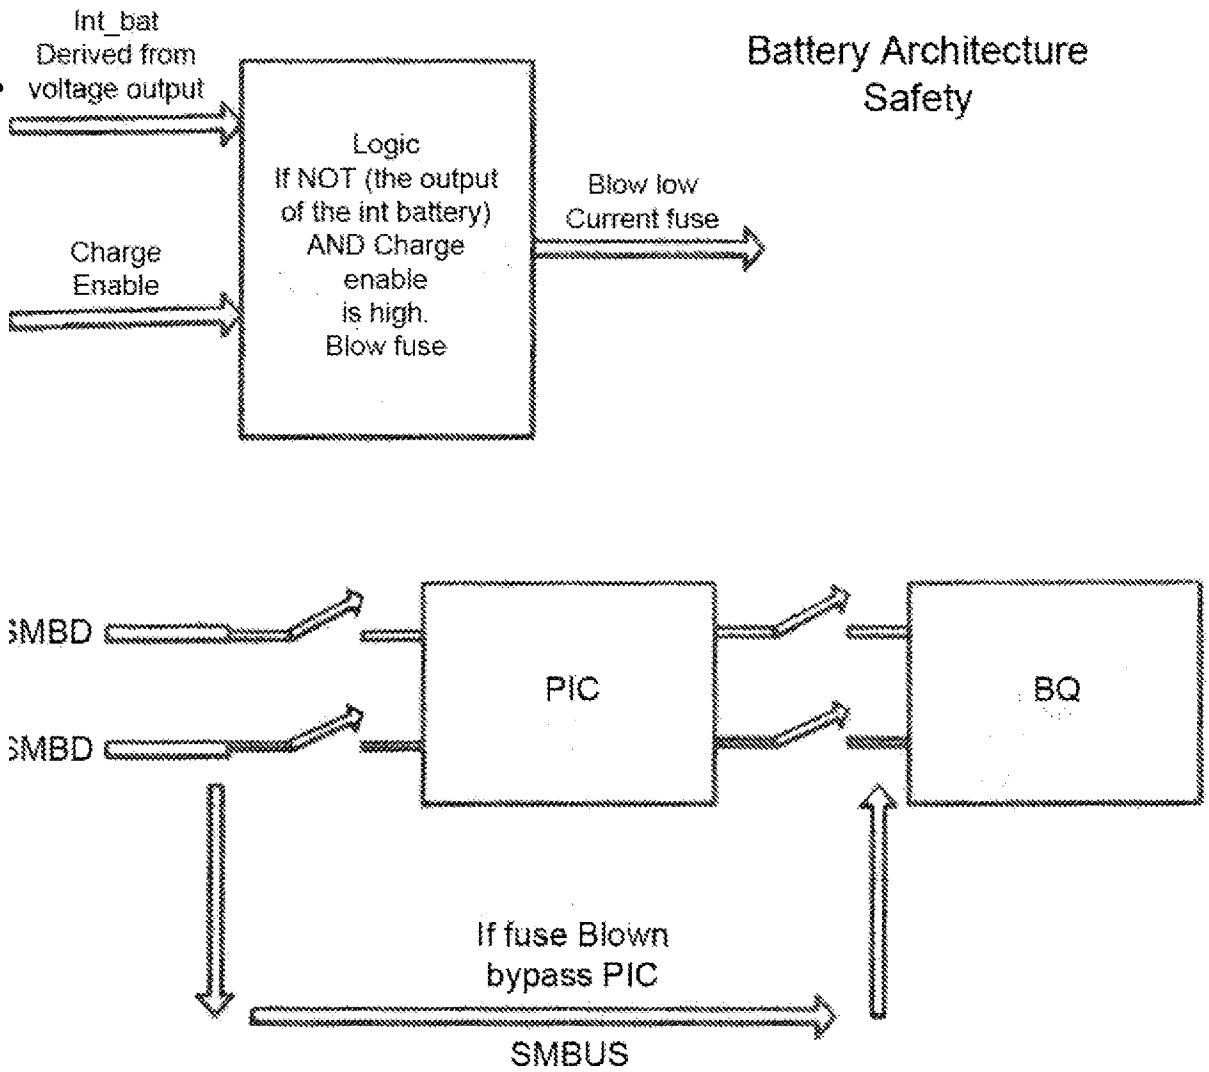 Int_bat
Derived from
voltage output
Battery Architecture
Safety
Logic
If NOT (the output
of the int battery)
AND Charge
enable
is high.
Blow fuse
Blow low
Current fuse
Charge
Enable
SMBD
PIC
BQ
SMBD
If fuse Blown
bypass PIC
SMBUS